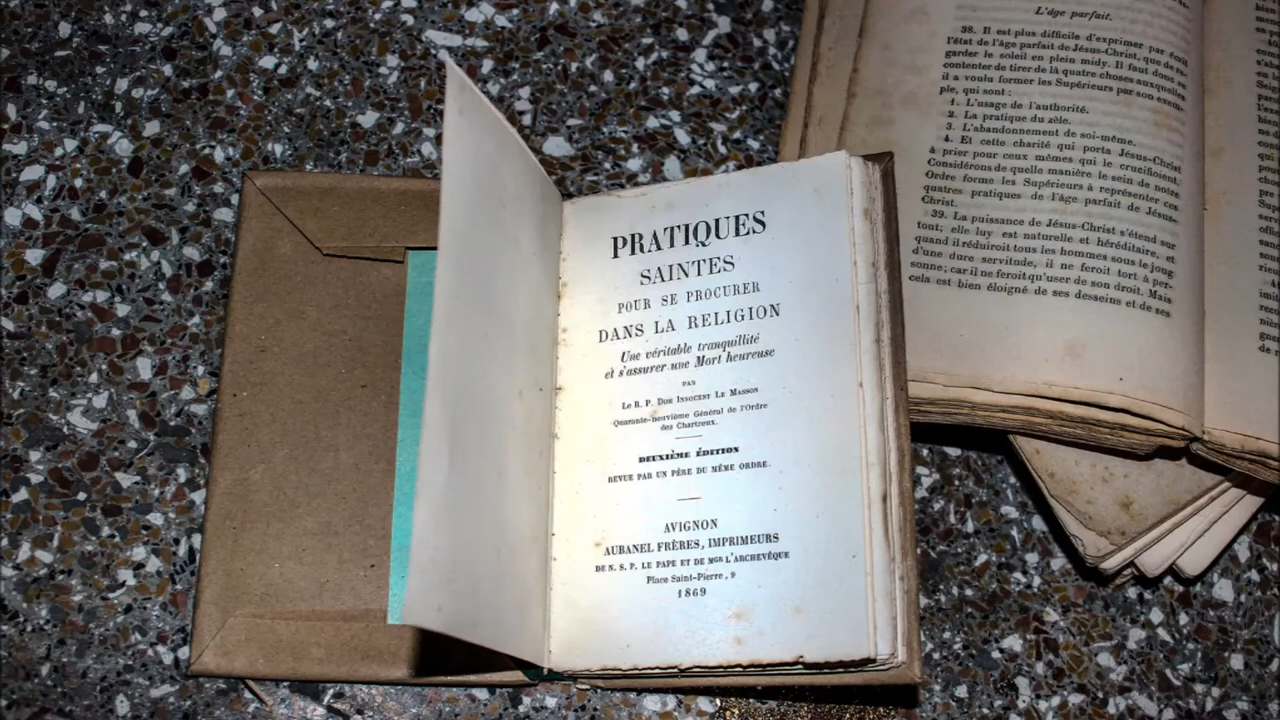 PRATIQUES
SAINTES
POUR SE PROCURER
DANS LA RELIGION
Une véritable tranquillité
et s'assurer une Mort heureuse
PAR
Le R. P. Dom Innocent Le Masson
Quarante-neuvième Général de l'Ordre
des Chartreux.
DEUXIÈME ÉDITION
REVUE PAR UN PÈRE DU MÊME ORDRE.
AVIGNON
AUBANEL FRÈRES, IMPRIMEURS
DE N. S. P. LE PAPE ET DE MGR L'ARCHEVÊQUE
Place Saint-Pierre, 9
1869
L'âge parfait.
38. Il est plus difficile d'exprimer par écrit
l'état de l'âge parfait de Jésus-Christ, que de re-
garder le soleil en plein midy. Il faut donc se
contenter de tirer de là quatre choses auxquelles
il a voulu former les Supérieurs par son exem-
ple, qui sont :
1. L'usage de l'authorité.
2. La pratique du zèle.
3. L'abandonnement de soi-même.
4. Et cette charité qui porta Jésus-Christ
à prier pour ceux mêmes qui le crucifioient.
Considérons de quelle manière le sein de notre
Ordre forme les Supérieurs à représenter ces
quatres pratiques de l'âge parfait de Jésus-
Christ.
39. La puissance de Jésus-Christ s'étend sur
tout; elle luy est naturelle et héréditaire, et
quand il réduiroit tous les hommes sous le joug
d'une dure servitude, il ne feroit tort à per-
sonne; car il ne feroit qu'user de son droit. Mais
cela est bien éloigné de ses desseins et de ses